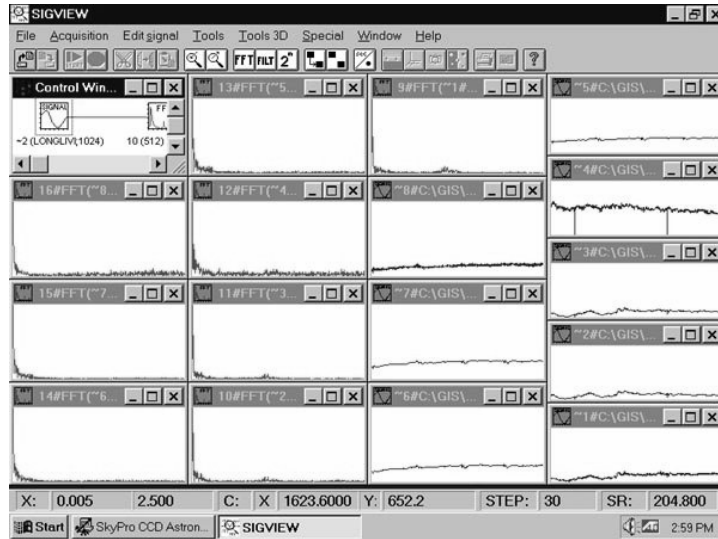 SIGVIEW
File Acquisition Edit signal Tools Tools 3D Special Window Help
FFT FILT 2ⁿ
Control Win...
SIGNAL FF
~2 (LONGLIVI;1024) 10 (512)
13#FFT(~5...
9#FFT(~1#...
~5#C:\GIS\...
~4#C:\GIS\...
16#FFT(~8...
12#FFT(~4...
~8#C:\GIS\...
~3#C:\GIS\...
15#FFT(~7...
11#FFT(~3...
~7#C:\GIS\...
~2#C:\GIS\...
14#FFT(~6...
10#FFT(~2...
~6#C:\GIS\...
~1#C:\GIS\...
X: 0.005 2.500 C: X 1623.6000 Y: 652.2 STEP: 30 SR: 204.800
Start SkyPro CCD Astron... SIGVIEW 2:59 PM